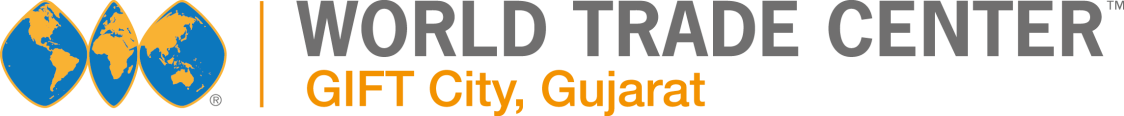 WORLD TRADE CENTER™
GIFT City, Gujarat
®